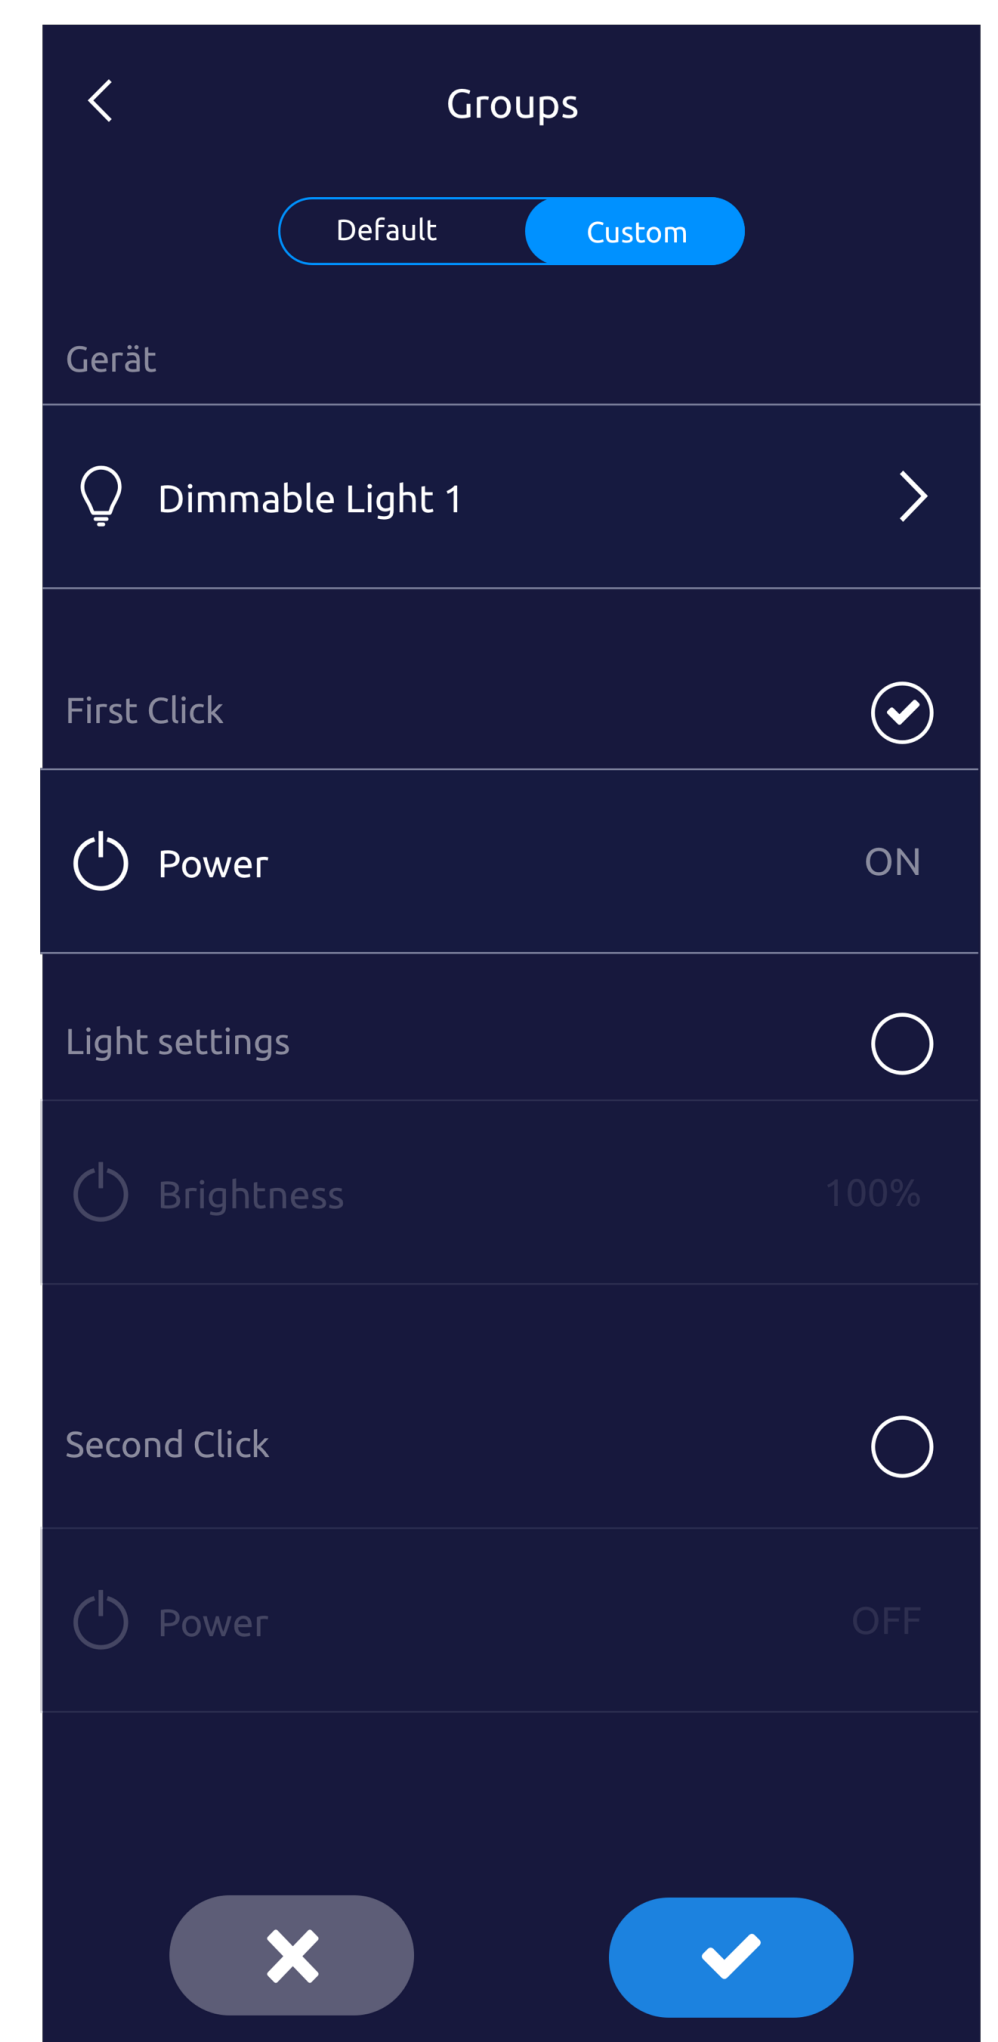 Groups
Default Custom
Gerät
Dimmable Light 1
First Click
Power ON
Light settings
Brightness 100%
Second Click
Power OFF